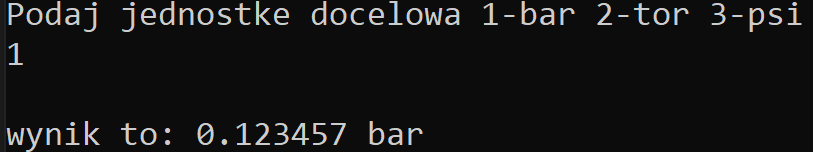 Podaj jednostke docelowa 1-bar 2-tor 3-psi
1
wynik to: 0.123457 bar